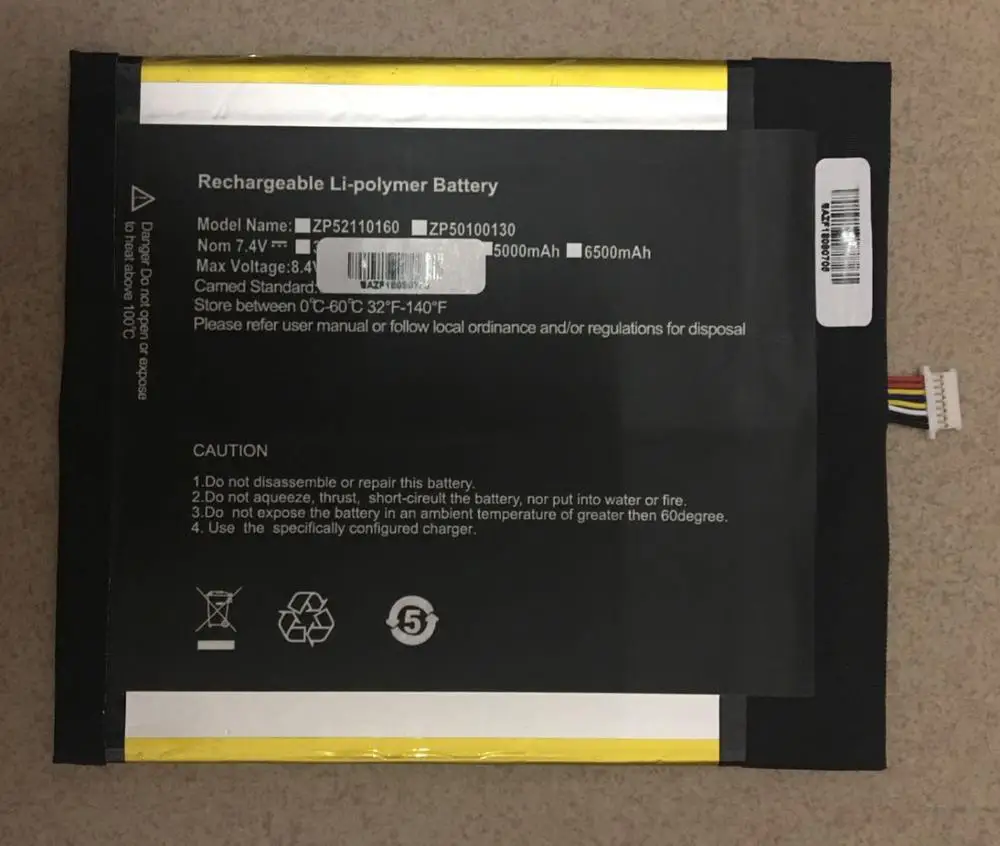 Rechargeable Li-polymer Battery
Model Name: ZP52110160 ZP50100130
Nom 7.4V 5000mAh 6500mAh
Max Voltage:8.4V
Carned Standard:
Store between 0°C-60°C 32°F-140°F
Please refer user manual or follow local ordinance and/or regulations for disposal
Danger Do not open or expose
to heat above 100°C
SAZF1B080706
CAUTION
1.Do not disassemble or repair this battery.
2.Do not aqueeze, thrust, short-cireult the battery, nor put into water or fire.
3.Do not expose the battery in an ambient temperature of greater then 60degree.
4. Use the specifically configured charger.
5